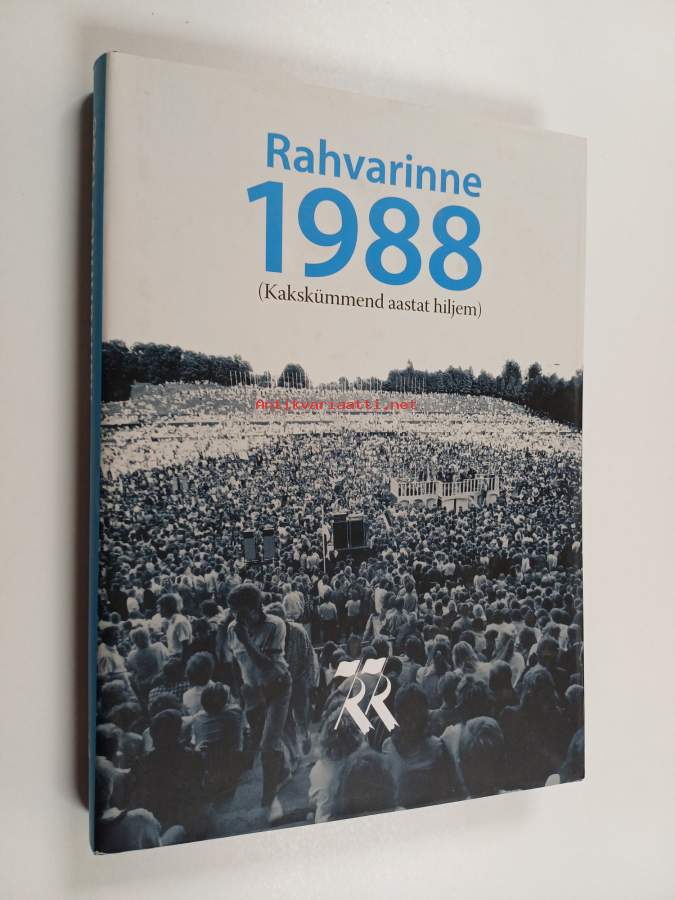 Rahvarinne
1988
(Kakskümmend aastat hiljem)
Antikvariaatti.net
RR